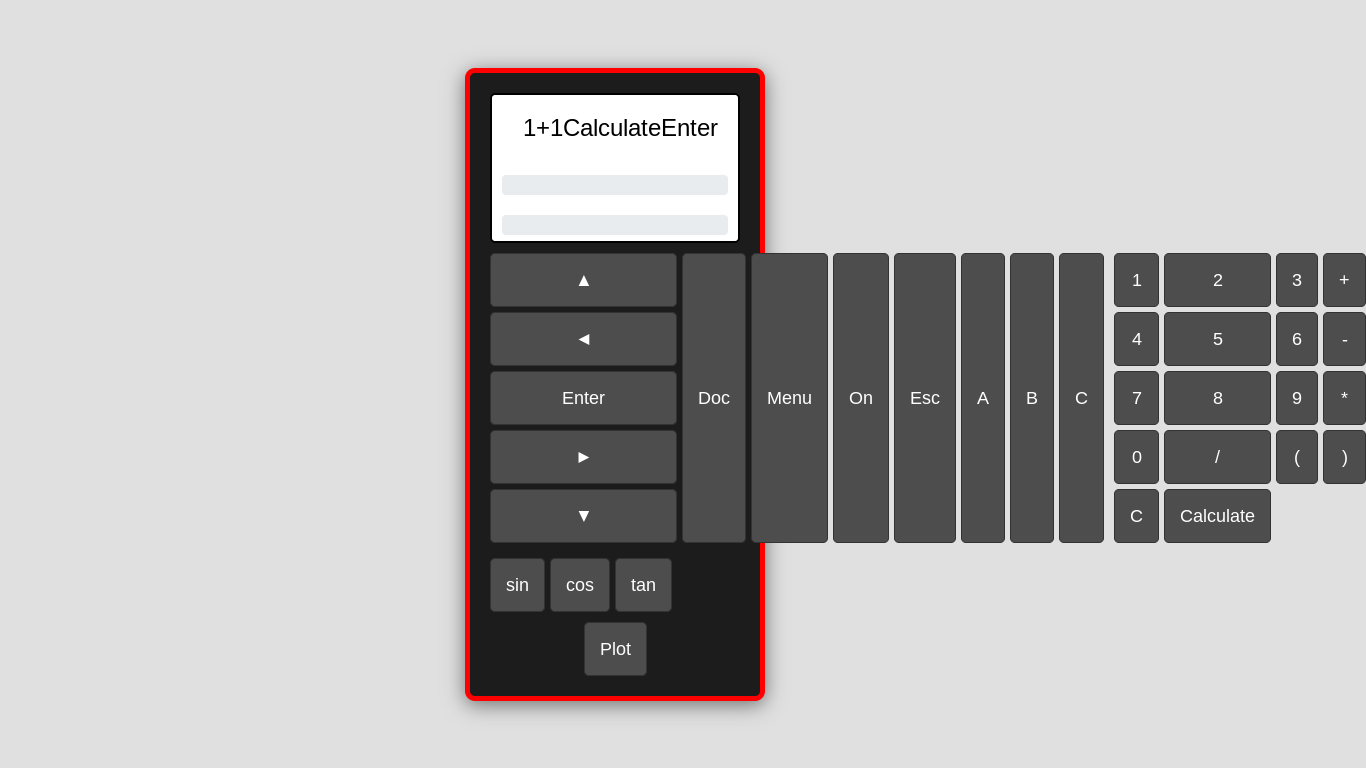 1+1CalculateEnter
▲
◄
Enter
►
▼
Doc
Menu
On
Esc
A
B
C
1 2 3 +
4 5 6 -
7 8 9 *
0 / ( )
C Calculate
sin cos tan
Plot